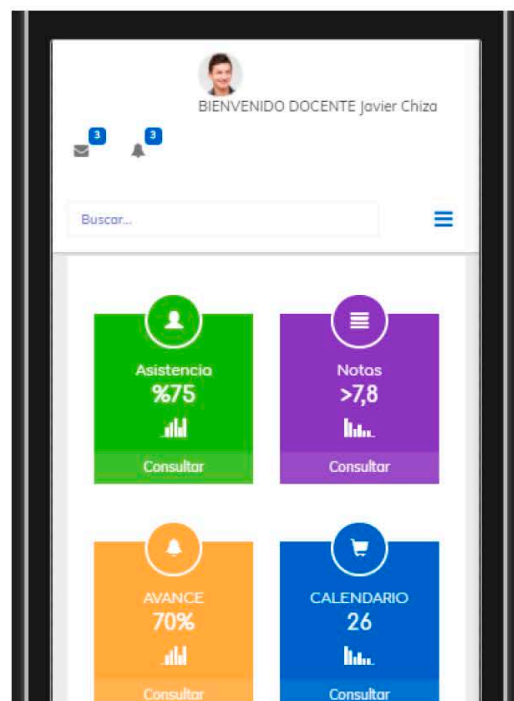 BIENVENIDO DOCENTE Javier Chiza
3 3
Buscar...
Asistencia Notas
%75 >7,8
Consultar Consultar
AVANCE CALENDARIO
70% 26
Consultar Consultar